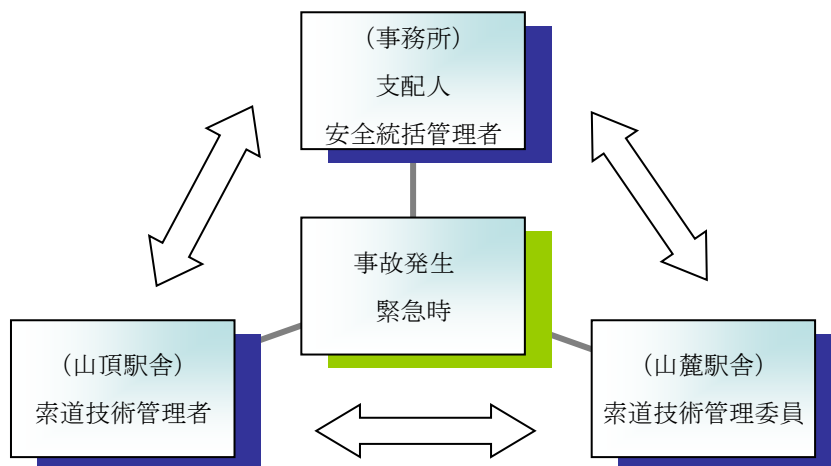 （事務所）
支配人
安全統括管理者
事故発生
緊急時
（山頂駅舎）
索道技術管理者
（山麓駅舎）
索道技術管理委員